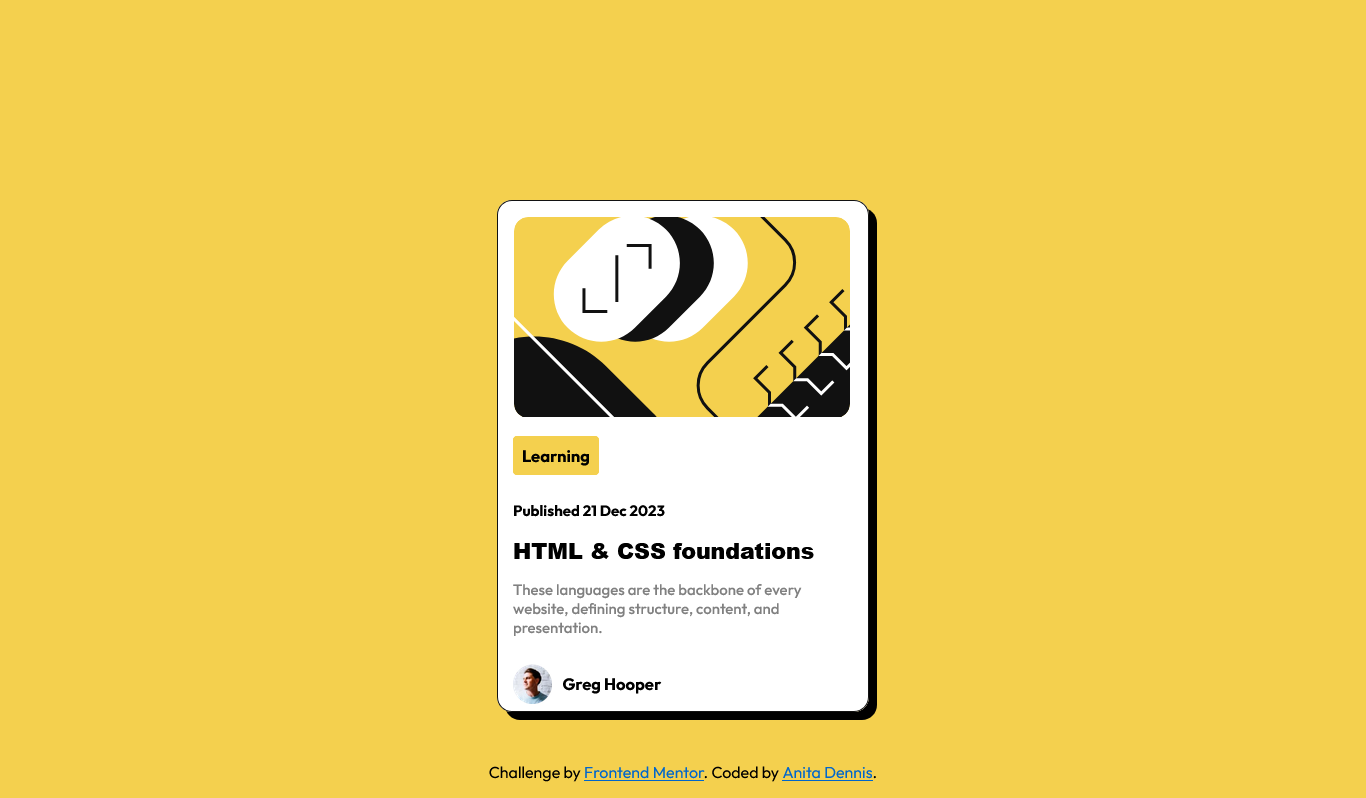 Learning
Published 21 Dec 2023
HTML & CSS foundations
These languages are the backbone of every
website, defining structure, content, and
presentation.
Greg Hooper
Challenge by Frontend Mentor. Coded by Anita Dennis.